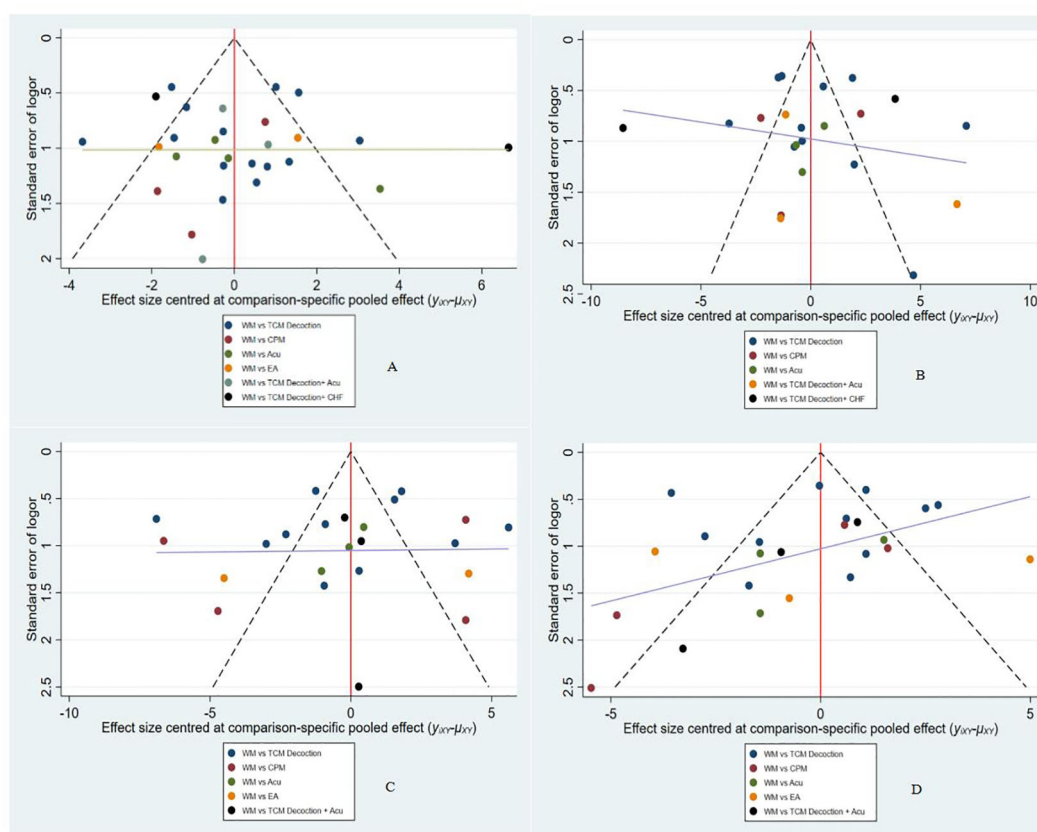 0
.5
1
1.5
2
Standard error of logor
-4
-2
0
2
4
6
Effect size centred at comparison-specific pooled effect (yiXY-μXY)
WM vs TCM Decoction
WM vs CPM
WM vs Acu
WM vs EA
WM vs TCM Decoction+ Acu
WM vs TCM Decoction+ CHF
A
0
.5
1
1.5
2
2.5
Standard error of logor
-10
-5
0
5
10
Effect size centred at comparison-specific pooled effect (yiXY-μXY)
WM vs TCM Decoction
WM vs CPM
WM vs Acu
WM vs TCM Decoction+ Acu
WM vs TCM Decoction+ CHF
B
0
.5
1
1.5
2
2.5
Standard error of logor
-10
-5
0
5
Effect size centred at comparison-specific pooled effect (yiXY-μXY)
WM vs TCM Decoction
WM vs CPM
WM vs Acu
WM vs EA
WM vs TCM Decoction + Acu
C
0
.5
1
1.5
2
2.5
Standard error of logor
-5
0
5
Effect size centred at comparison-specific pooled effect (yiXY-μXY)
WM vs TCM Decoction
WM vs CPM
WM vs Acu
WM vs EA
WM vs TCM Decoction + Acu
D